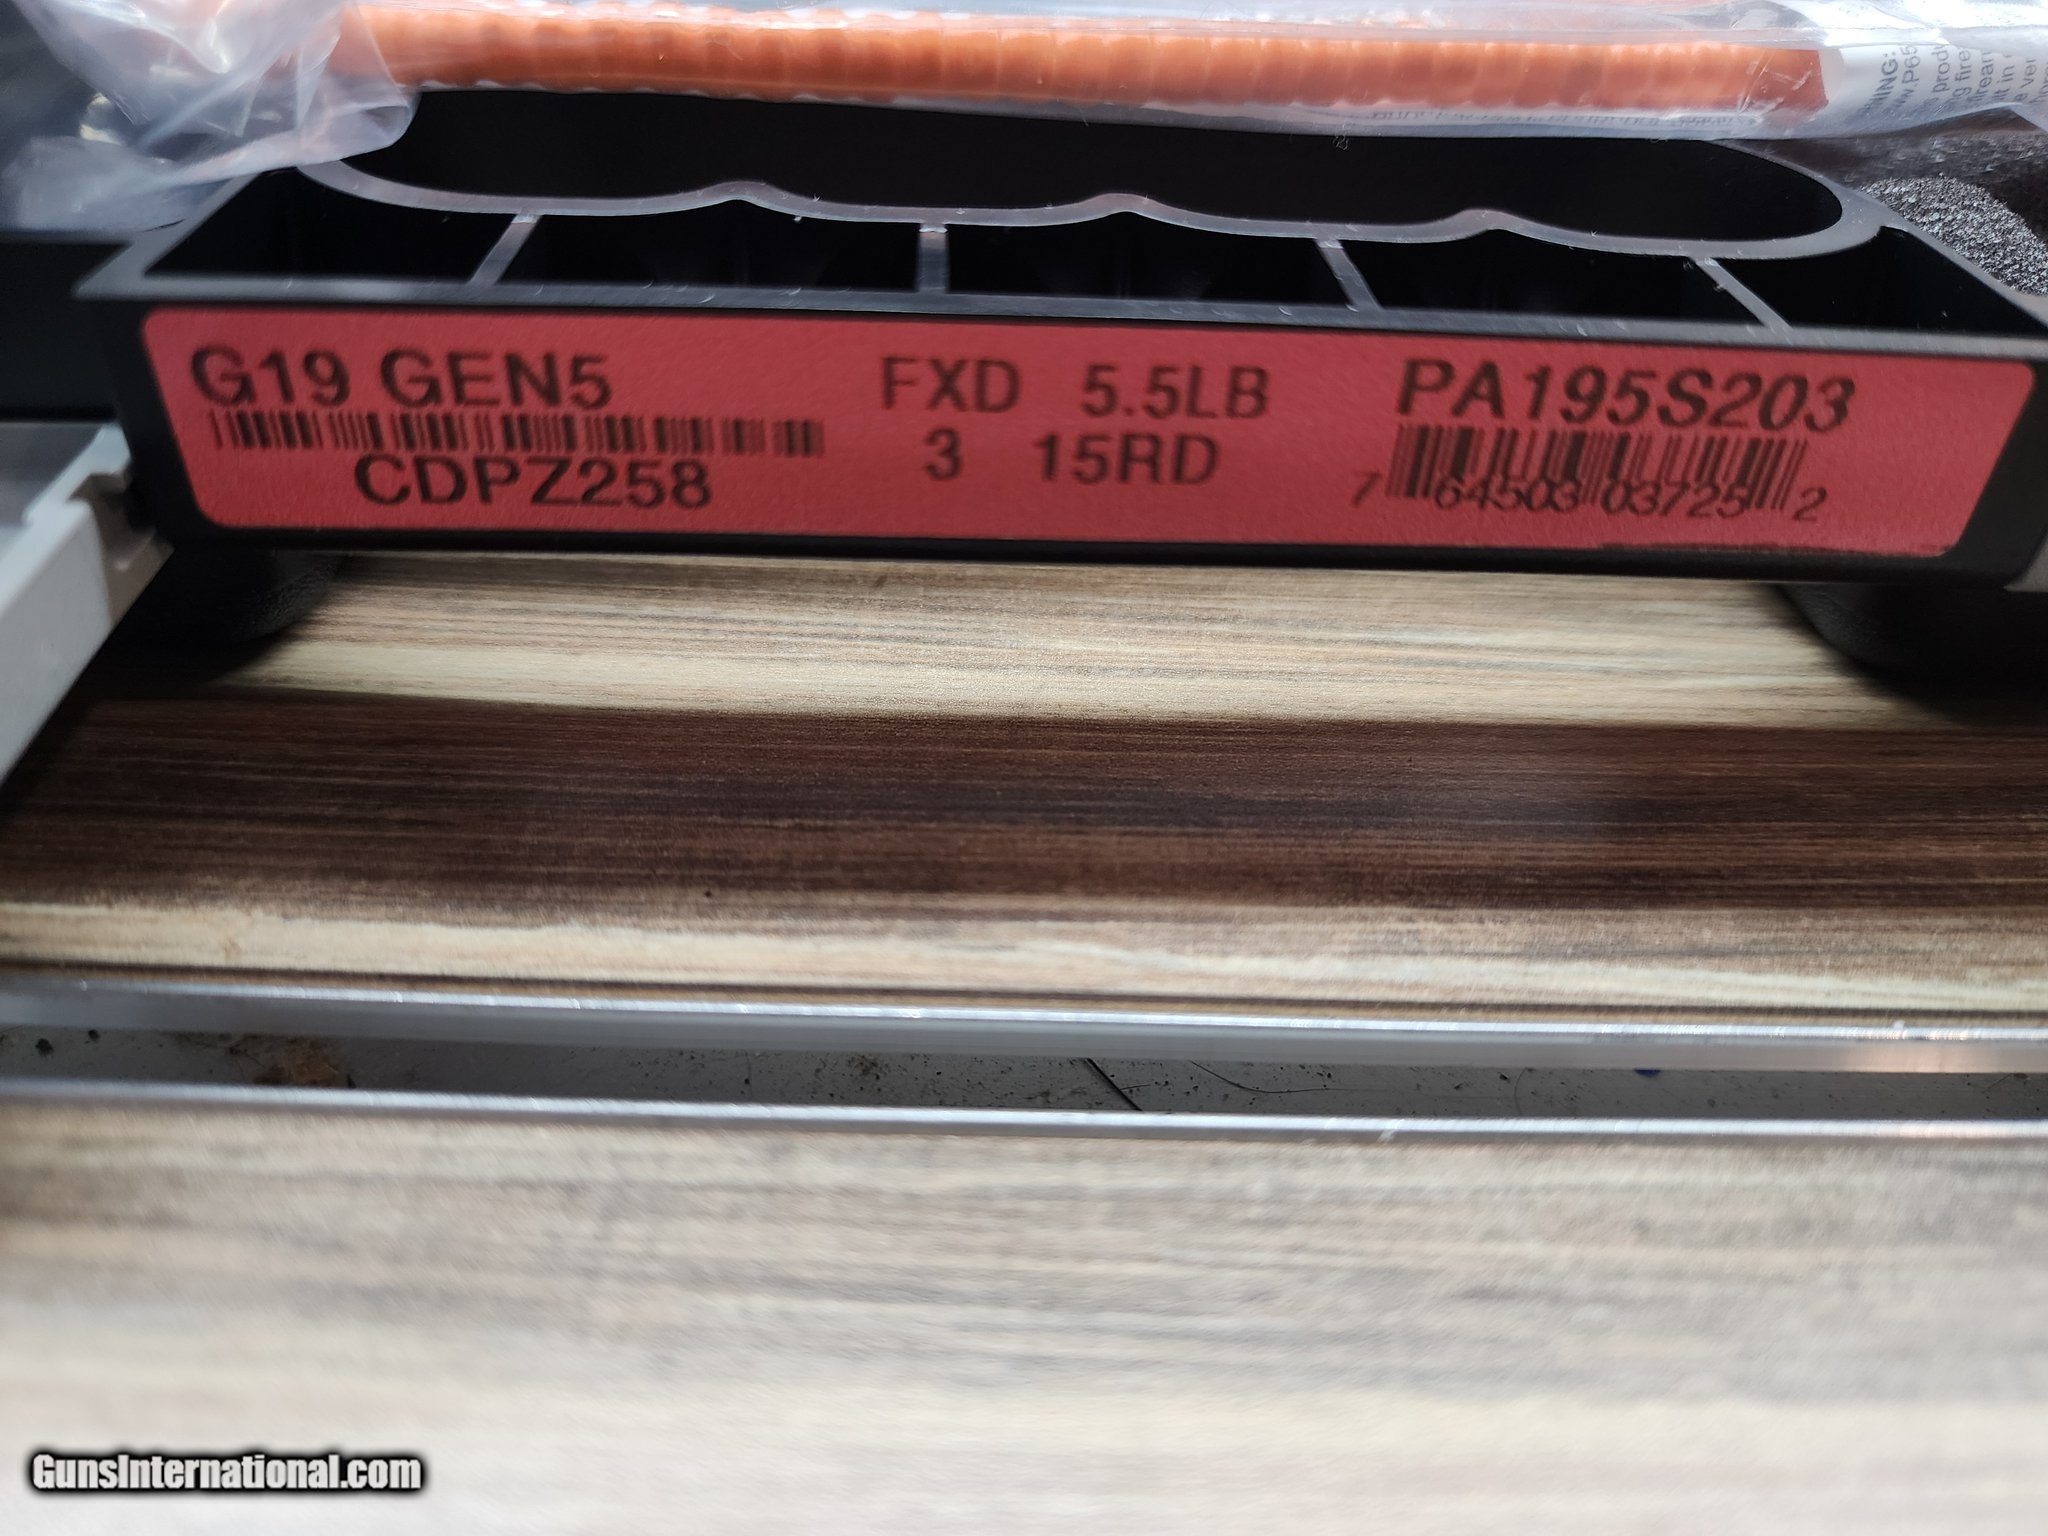 G19 GEN5 FXD 5.5LB PA195S203
CDPZ258 3 15RD 7 64503 03725 2
GunsInternational.com